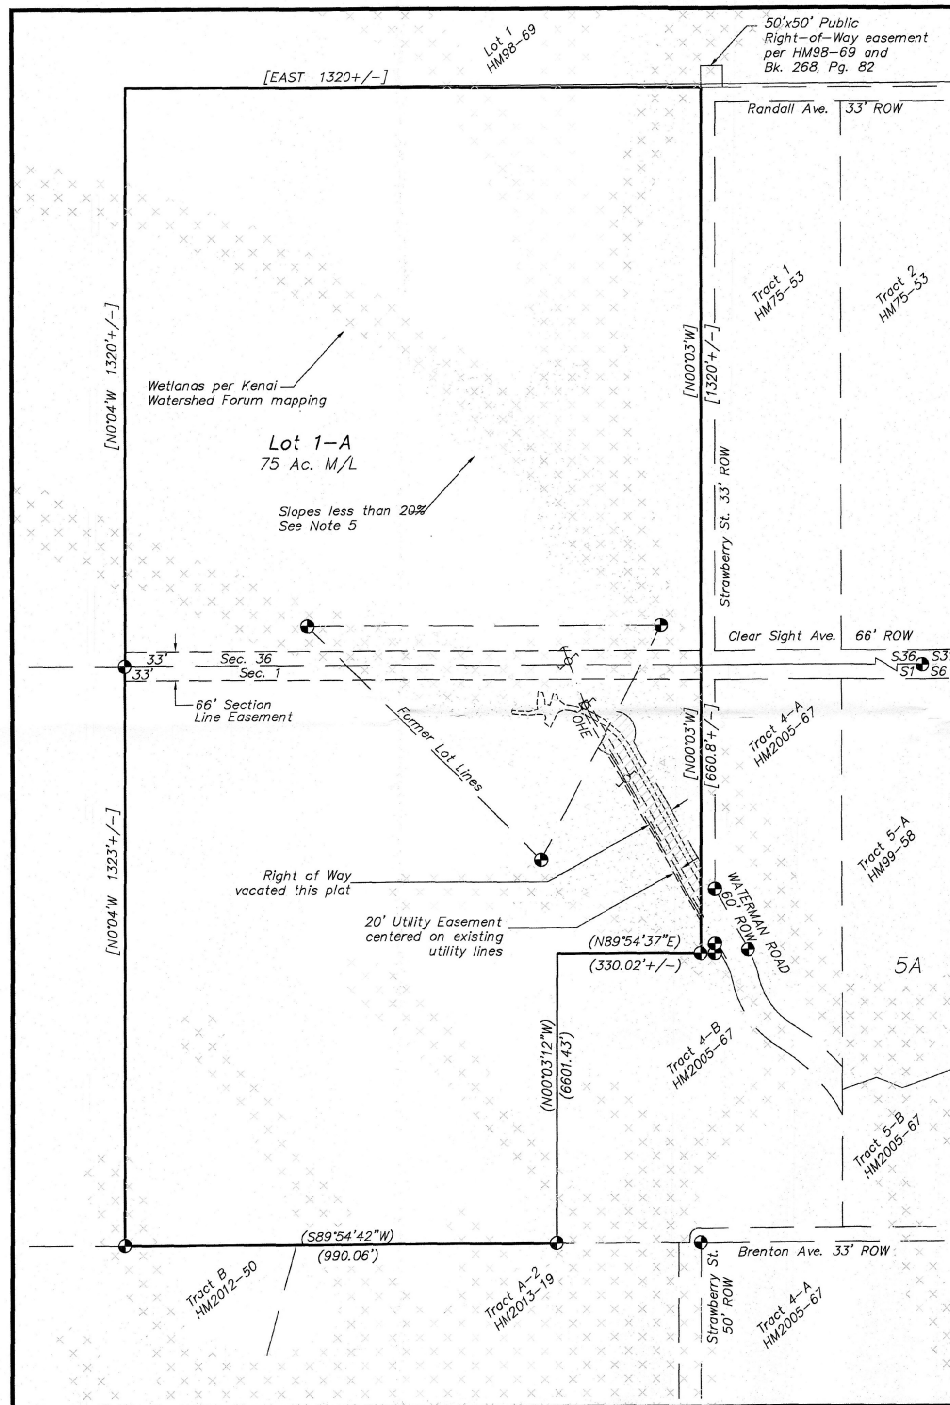 50'x50' Public
Right-of-Way easement
per HM98-69 and
Bk. 268, Pg. 82
Lot 1
HM98-69
[EAST 1320+/-]
Randall Ave. 33' ROW
Tract 1
HM75-53
Tract 2
HM75-53
[N0°04'W 1320'+/-]
[N00°03'W]
[1320'+/-]
Wetlands per Kenai
Watershed Forum mapping
Lot 1-A
75 Ac. M/L
Slopes less than 20%
See Note 5
Strawberry St. 33' ROW
Clear Sight Ave. 66' ROW
33'
Sec. 36
33'
Sec. 1
S36
S3
S1
S6
66' Section
Line Easement
Former Lot Lines
OHE
[N00°03'W]
[660.8'+/-]
Tract 4-A
HM2005-67
Tract 5-A
HM99-58
[N0°04'W 1323'+/-]
Right of Way
vacated this plat
20' Utility Easement
centered on existing
utility lines
WATERMAN ROAD
60' ROW
(N89°54'37"E)
(330.02'+/-)
5A
(N00°03'12"W)
(6601.43')
Tract 4-B
HM2005-67
Tract 5-B
HM2005-67
(S89°54'42"W)
(990.06')
Brenton Ave. 33' ROW
Tract B
HM2012-50
Tract A-2
HM2013-19
Strawberry St.
50' ROW
Tract 4-A
HM2005-67